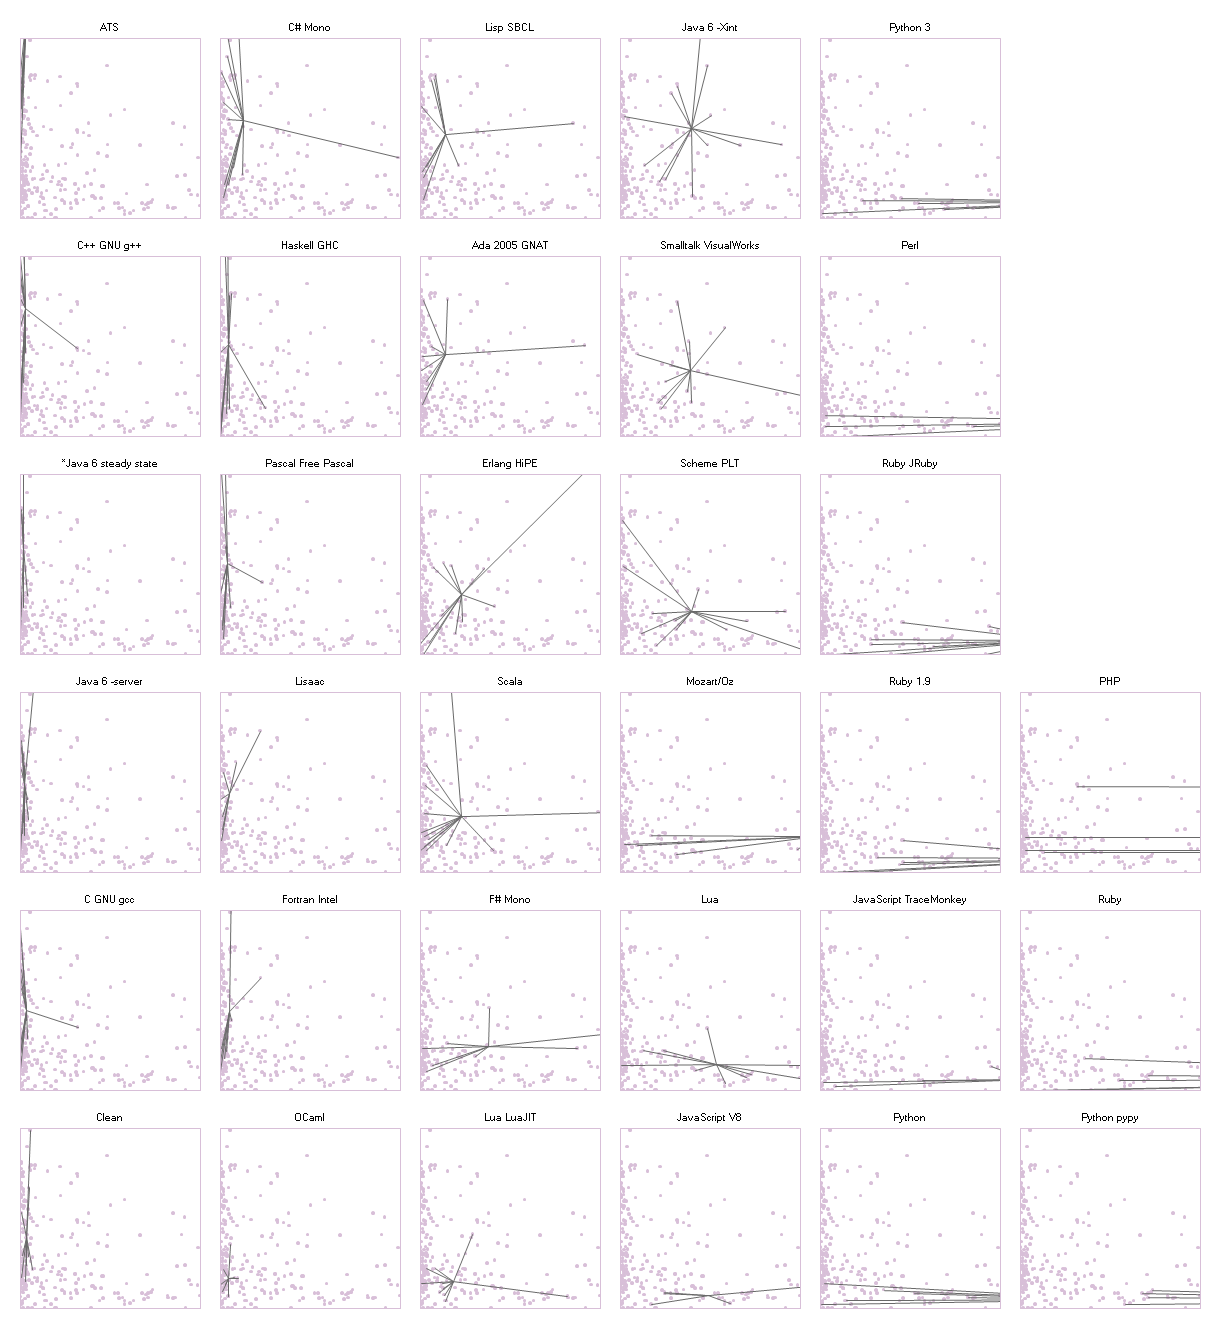 ATS
C# Mono
Lisp SBCL
Java 6 -Xint
Python 3
C++ GNU g++
Haskell GHC
Ada 2005 GNAT
Smalltalk VisualWorks
Perl
*Java 6 steady state
Pascal Free Pascal
Erlang HiPE
Scheme PLT
Ruby JRuby
Java 6 -server
Lisaac
Scala
Mozart/Oz
Ruby 1.9
PHP
C GNU gcc
Fortran Intel
F# Mono
Lua
JavaScript TraceMonkey
Ruby
Clean
OCaml
Lua LuaJIT
JavaScript V8
Python
Python pypy